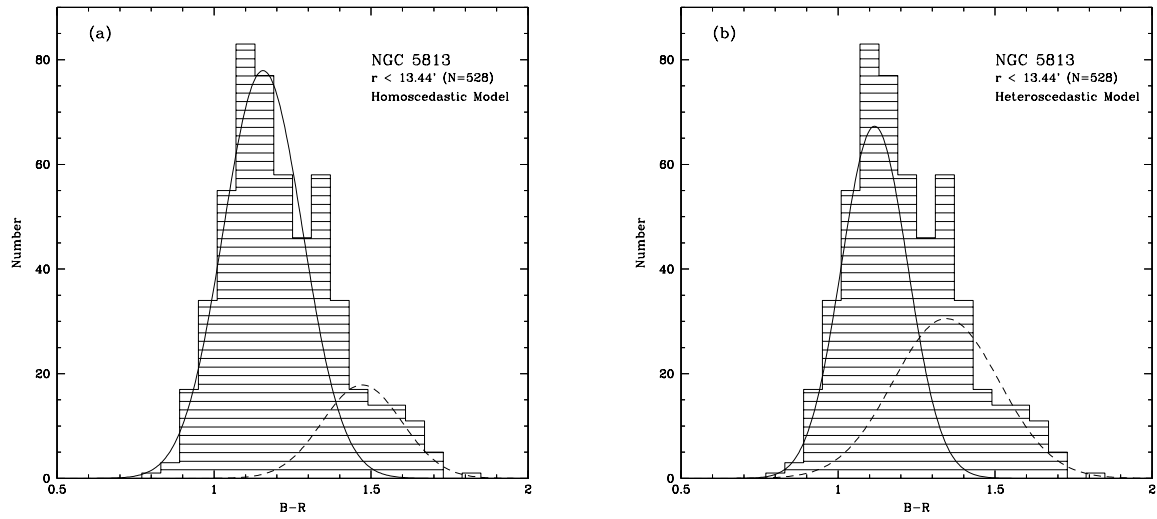 (a)
NGC 5813
r < 13.44' (N=528)
Homoscedastic Model
Number
80
60
40
20
0
0.5 1 1.5 2
B-R
(b)
NGC 5813
r < 13.44' (N=528)
Heteroscedastic Model
Number
80
60
40
20
0
0.5 1 1.5 2
B-R